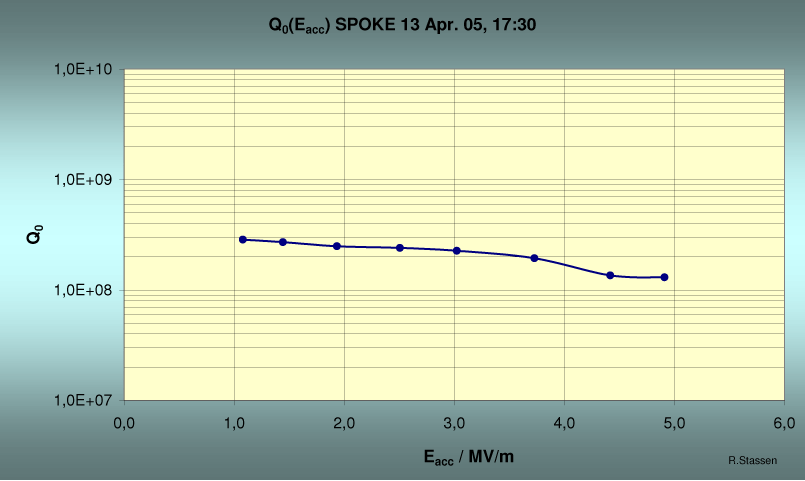 Q₀(Eacc) SPOKE 13 Apr. 05, 17:30
1,0E+10
1,0E+09
Q₀
1,0E+08
1,0E+07
0,0 1,0 2,0 3,0 4,0 5,0 6,0
Eacc / MV/m
R.Stassen